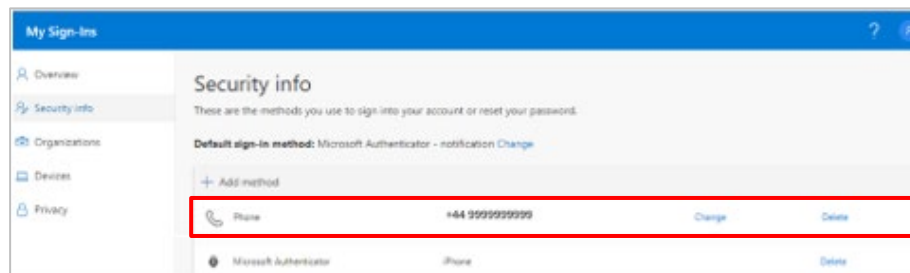 My Sign-Ins
?
Overview
Security info
Organizations
Devices
Privacy
Security info
These are the methods you use to sign into your account or reset your password.
Default sign-in method: Microsoft Authenticator - notification Change
+ Add method
Phone +44 9999999999 Change Delete
Microsoft Authenticator iPhone Delete